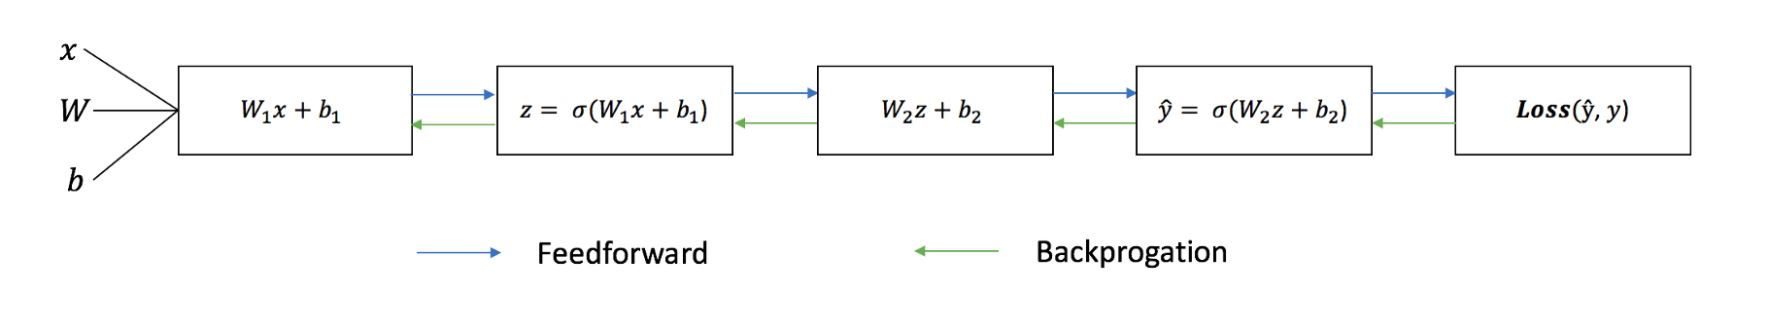 x
W
b
W₁x + b₁
z = σ(W₁x + b₁)
W₂z + b₂
ŷ = σ(W₂z + b₂)
Loss(ŷ, y)
Feedforward
Backprogation